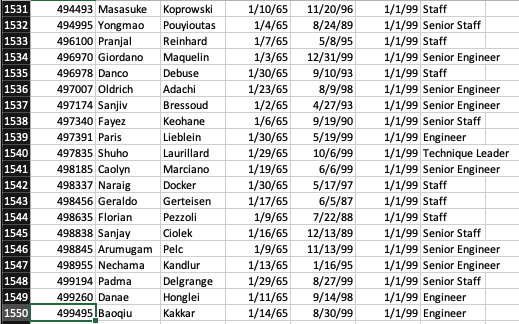 1531 494493 Masasuke Koprowski 1/10/65 11/20/96 1/1/99 Staff
1532 494995 Yongmao Pouyioutas 1/4/65 8/24/89 1/1/99 Senior Staff
1533 496100 Pranjal Reinhard 1/7/65 5/8/95 1/1/99 Staff
1534 496970 Giordano Maquelin 1/3/65 12/31/99 1/1/99 Senior Engineer
1535 496978 Danco Debuse 1/30/65 9/10/93 1/1/99 Staff
1536 497007 Oldrich Adachi 1/23/65 8/9/98 1/1/99 Senior Engineer
1537 497174 Sanjiv Bressoud 1/2/65 4/27/93 1/1/99 Senior Engineer
1538 497340 Fayez Keohane 1/6/65 9/19/90 1/1/99 Senior Staff
1539 497391 Paris Lieblein 1/30/65 5/19/99 1/1/99 Engineer
1540 497835 Shuho Laurillard 1/29/65 10/6/99 1/1/99 Technique Leader
1541 498185 Caolyn Marciano 1/19/65 6/6/99 1/1/99 Senior Engineer
1542 498337 Naraig Docker 1/30/65 5/17/97 1/1/99 Staff
1543 498456 Geraldo Gerteisen 1/17/65 6/5/87 1/1/99 Staff
1544 498635 Florian Pezzoli 1/9/65 7/22/88 1/1/99 Staff
1545 498838 Sanjay Ciolek 1/16/65 12/13/89 1/1/99 Senior Staff
1546 498845 Arumugam Pelc 1/9/65 11/13/99 1/1/99 Senior Engineer
1547 498955 Nechama Kandlur 1/13/65 1/16/95 1/1/99 Senior Engineer
1548 499194 Padma Delgrange 1/29/65 8/27/99 1/1/99 Senior Staff
1549 499260 Danae Honglei 1/11/65 9/14/98 1/1/99 Engineer
1550 499495 Baoqiu Kakkar 1/14/65 8/30/99 1/1/99 Engineer